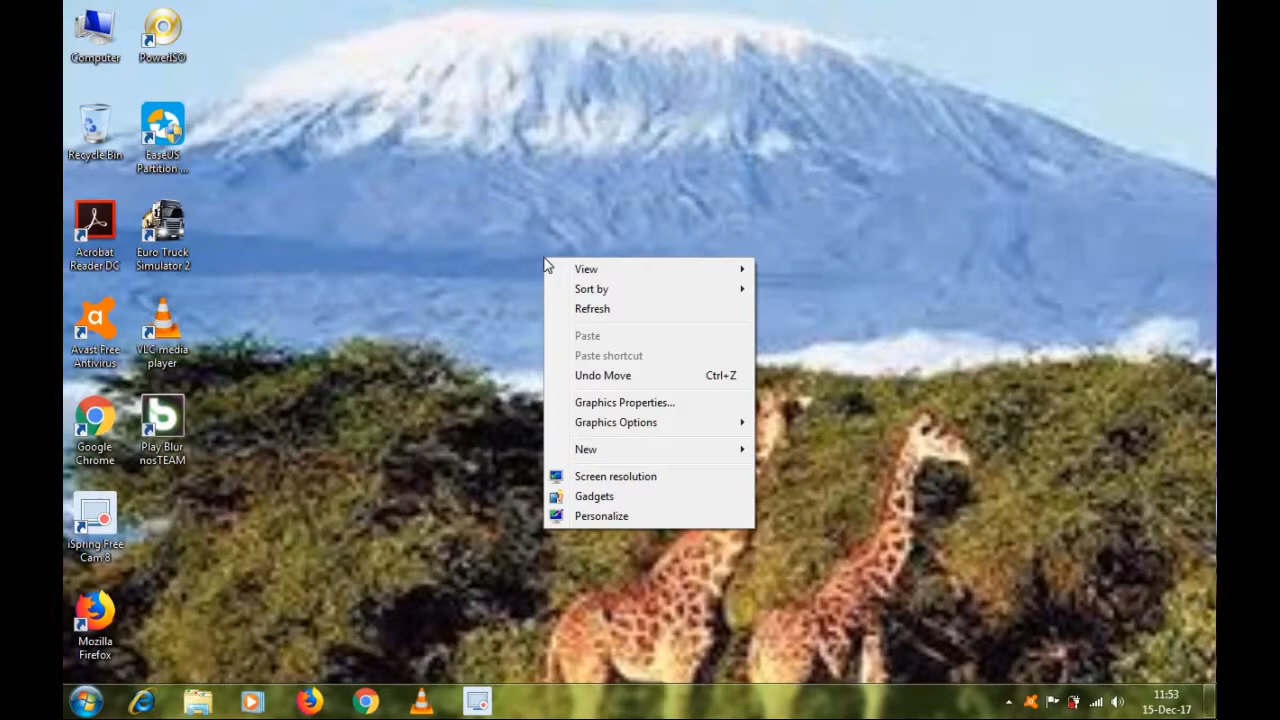 Computer
PowerISO
Recycle Bin
EaseUS
Partition ...
Acrobat
Reader DC
Euro Truck
Simulator 2
Avast Free
Antivirus
VLC media
player
Google
Chrome
Play Blur
nosTEAM
iSpring Free
Cam 8
Mozilla
Firefox
View
Sort by
Refresh
Paste
Paste shortcut
Undo Move Ctrl+Z
Graphics Properties...
Graphics Options
New
Screen resolution
Gadgets
Personalize
11:53
15-Dec-17